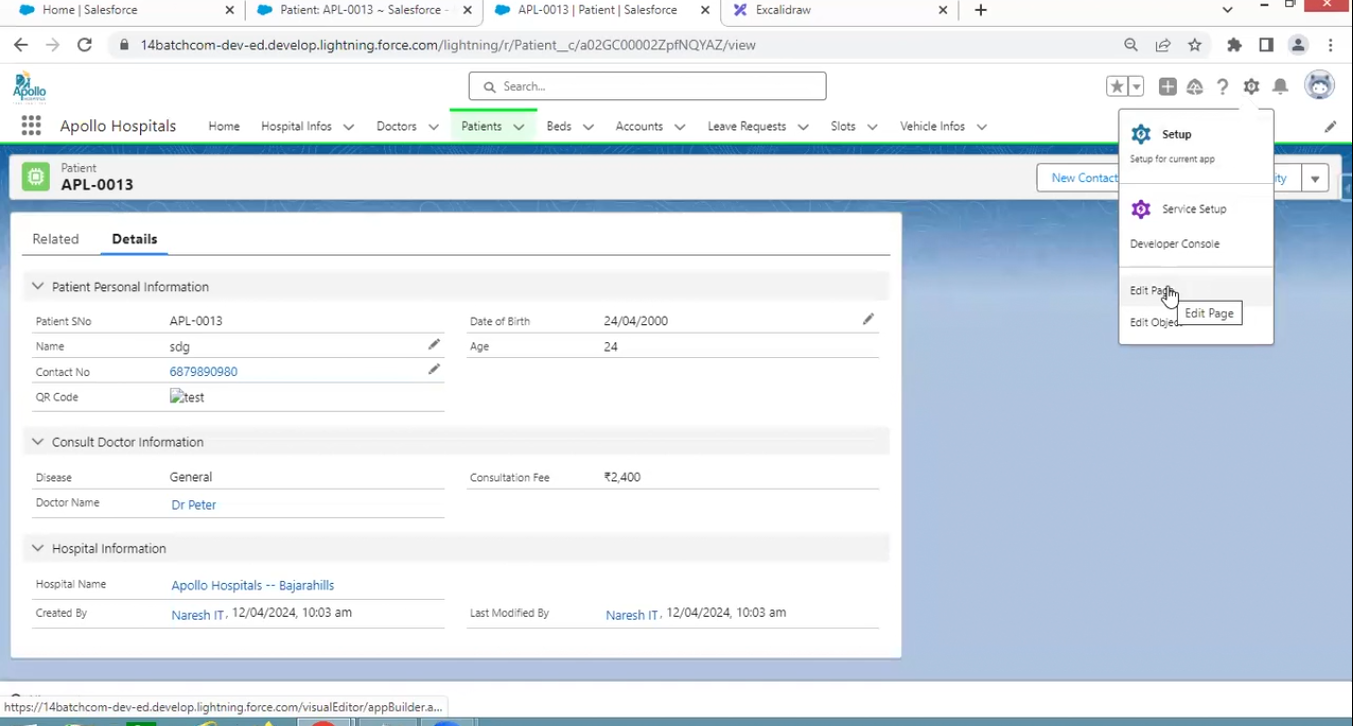 Home | Salesforce
Patient: APL-0013 ~ Salesforce -
APL-0013 | Patient | Salesforce
Excalidraw
14batchcom-dev-ed.develop.lightning.force.com/lightning/r/Patient__c/a02GC00002ZpfNQYAZ/view
Apollo
Search...
Apollo Hospitals
Home
Hospital Infos
Doctors
Patients
Beds
Accounts
Leave Requests
Slots
Vehicle Infos
Setup
Setup for current app
Service Setup
Developer Console
Edit Page
Edit Page
Edit Objec
Patient
APL-0013
New Contact
ity
Related
Details
Patient Personal Information
Patient SNo
APL-0013
Date of Birth
24/04/2000
Name
sdg
Age
24
Contact No
6879890980
QR Code
test
Consult Doctor Information
Disease
General
Consultation Fee
₹2,400
Doctor Name
Dr Peter
Hospital Information
Hospital Name
Apollo Hospitals -- Bajarahills
Created By
Naresh IT, 12/04/2024, 10:03 am
Last Modified By
Naresh IT, 12/04/2024, 10:03 am
https://14batchcom-dev-ed.develop.lightning.force.com/visualEditor/appBuilder.a...